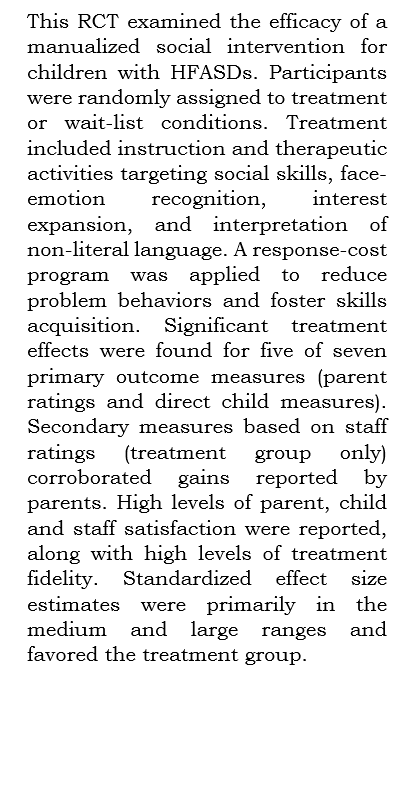 This RCT examined the efficacy of a
manualized social intervention for
children with HFASDs. Participants
were randomly assigned to treatment
or wait-list conditions. Treatment
included instruction and therapeutic
activities targeting social skills, face-
emotion recognition, interest
expansion, and interpretation of
non-literal language. A response-cost
program was applied to reduce
problem behaviors and foster skills
acquisition. Significant treatment
effects were found for five of seven
primary outcome measures (parent
ratings and direct child measures).
Secondary measures based on staff
ratings (treatment group only)
corroborated gains reported by
parents. High levels of parent, child
and staff satisfaction were reported,
along with high levels of treatment
fidelity. Standardized effect size
estimates were primarily in the
medium and large ranges and
favored the treatment group.